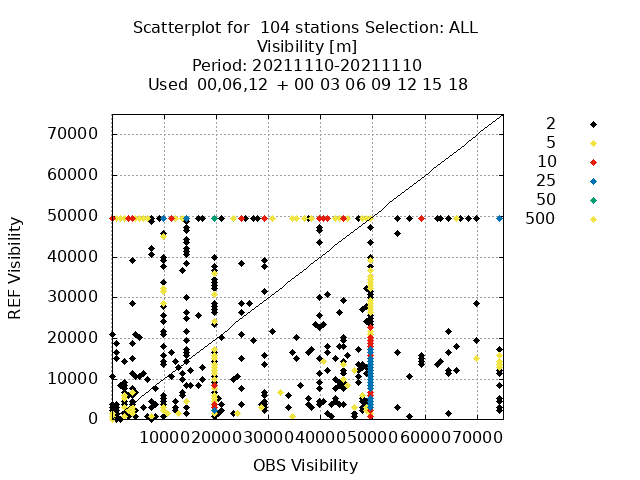 Scatterplot for  104 stations Selection: ALL
Visibility [m]
Period: 20211110-20211110
Used  00,06,12  + 00 03 06 09 12 15 18
REF Visibility
70000
60000
50000
40000
30000
20000
10000
0
10000 20000 30000 40000 50000 60000 70000
OBS Visibility
2
5
10
25
50
500